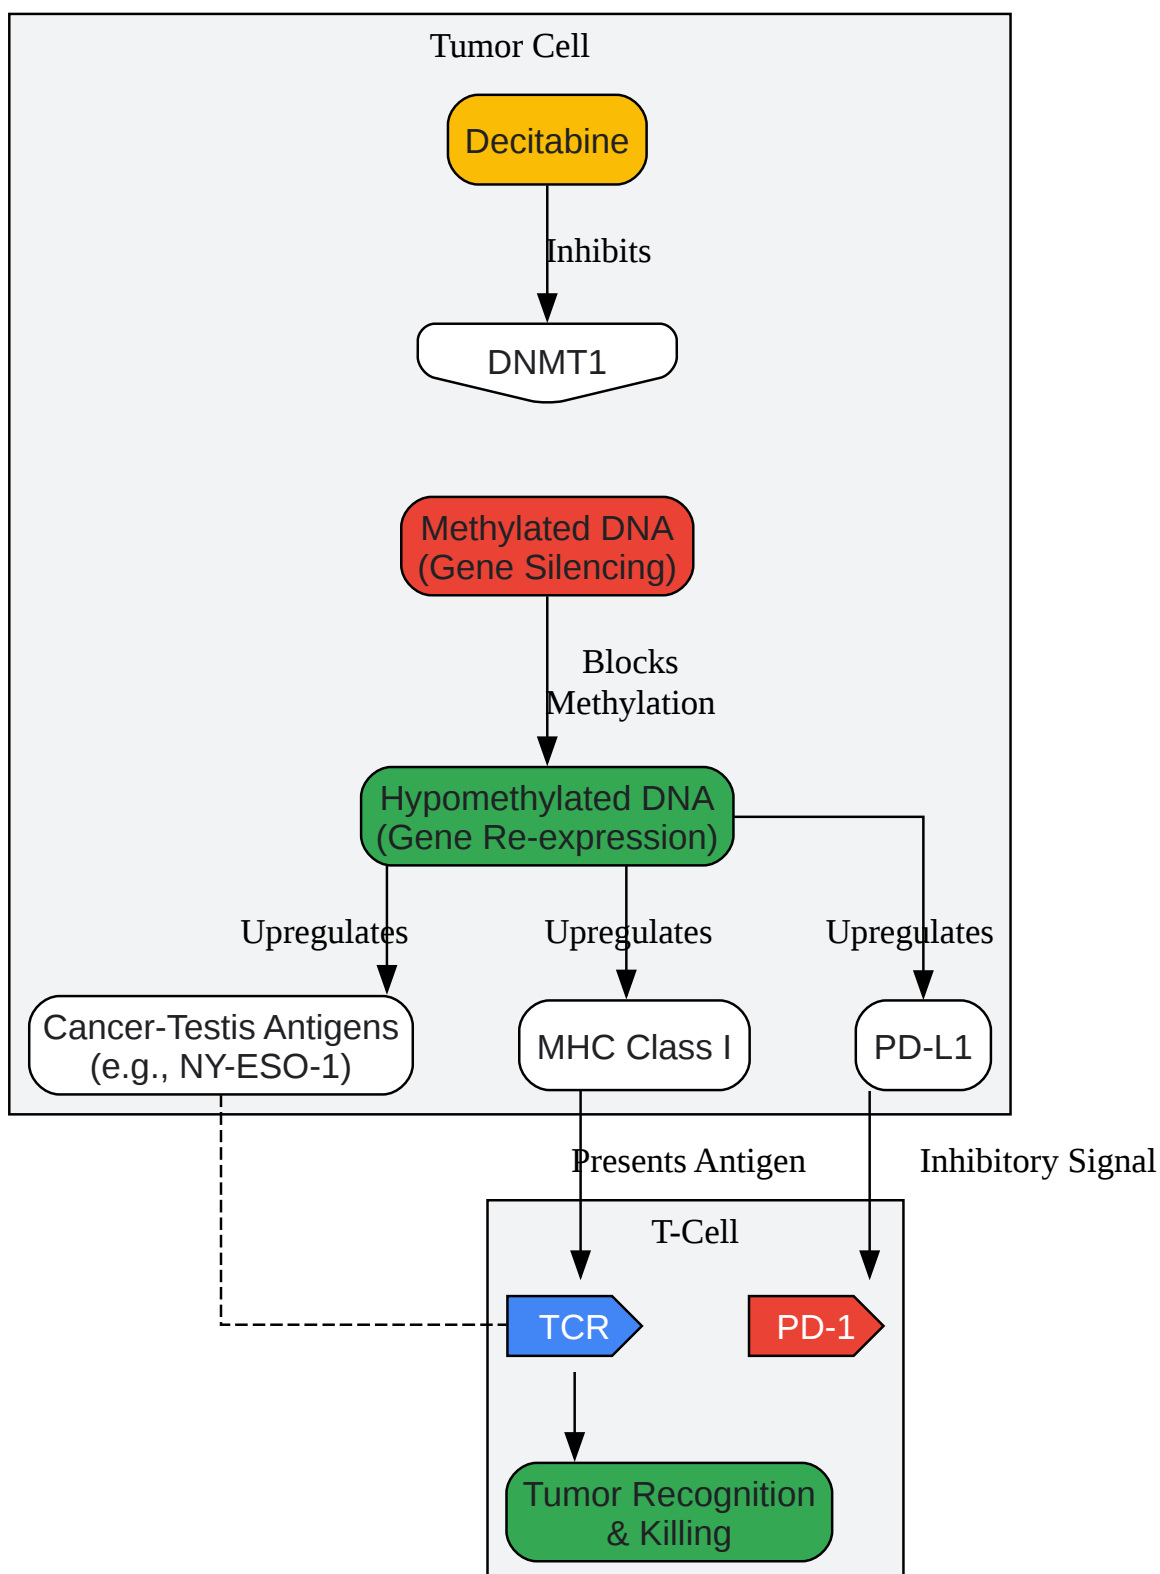 Tumor Cell
Decitabine
Inhibits
DNMT1
Methylated DNA
(Gene Silencing)
Blocks
Methylation
Hypomethylated DNA
(Gene Re-expression)
Upregulates
Upregulates
Upregulates
Cancer-Testis Antigens
(e.g., NY-ESO-1)
MHC Class I
PD-L1
Presents Antigen
Inhibitory Signal
T-Cell
TCR
PD-1
Tumor Recognition
& Killing